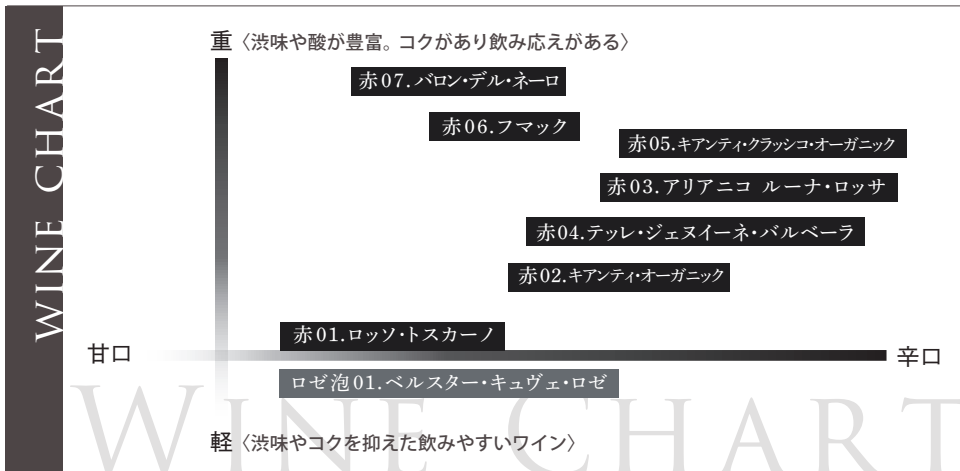 WINE CHART
重〈渋味や酸が豊富。コクがあり飲み応えがある〉
赤07.バロン・デル・ネーロ
赤06.フマック
赤05.キアンティ・クラッシコ・オーガニック
赤03.アリアニコ ルーナ・ロッサ
赤04.テッレ・ジェヌイーネ・バルベーラ
赤02.キアンティ・オーガニック
赤01.ロッソ・トスカーノ
甘口
辛口
ロゼ泡01.ベルスター・キュヴェ・ロゼ
軽〈渋味やコクを抑えた飲みやすいワイン〉
WINE CHART